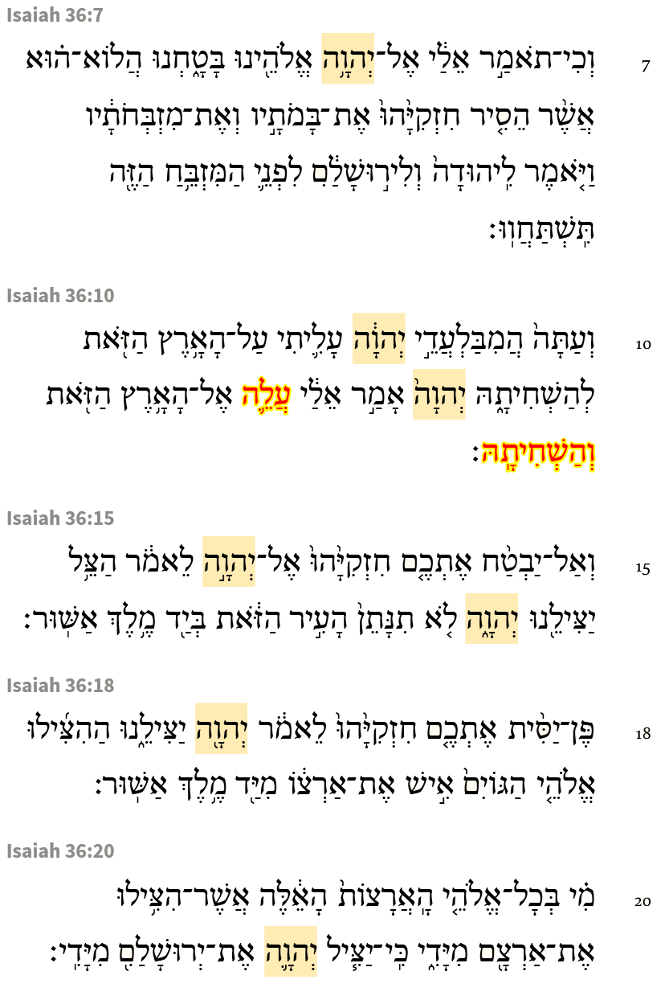 Isaiah 36:7
7 וְכִי־תֹאמַ֣ר אֵלַ֔י אֶל־יְהוָ֥ה אֱלֹהֵ֖ינוּ בָּטָ֑חְנוּ הֲלוֹא־ה֗וּא
אֲשֶׁ֨ר הֵסִ֤יר חִזְקִיָּ֙הוּ֙ אֶת־בָּמֹתָ֣יו וְאֶת־מִזְבְּחֹתָ֔יו
וַיֹּ֤אמֶר לִֽיהוּדָה֙ וְלִיר֣וּשָׁלִַ֔ם לִפְנֵ֛י הַמִּזְבֵּ֥חַ הַזֶּ֖ה
תִּֽשְׁתַּחֲוֽוּ׃
Isaiah 36:10
10 וְעַתָּה֙ הֲמִבַּלְעֲדֵ֣י יְהוָ֔ה עָלִ֛יתִי עַל־הָאָ֥רֶץ הַזֹּ֖את
לְהַשְׁחִיתָ֑הּ יְהוָה֙ אָמַ֣ר אֵלַ֔י עֲלֵ֛ה אֶל־הָאָ֥רֶץ הַזֹּ֖את
וְהַשְׁחִיתָֽהּ׃
Isaiah 36:15
15 וְאַל־יַבְטַ֨ח אֶתְכֶ֤ם חִזְקִיָּ֙הוּ֙ אֶל־יְהוָ֣ה לֵאמֹ֔ר הַצֵּ֥ל
יַצִּילֵ֖נוּ יְהוָ֑ה לֹ֤א תִנָּתֵן֙ הָעִ֣יר הַזֹּ֔את בְּיַ֖ד מֶ֥לֶךְ אַשּֽׁוּר׃
Isaiah 36:18
18 פֶּן־יַסִּ֨ית אֶתְכֶ֤ם חִזְקִיָּ֙הוּ֙ לֵאמֹ֔ר יְהוָ֖ה יַצִּילֵ֑נוּ הַהִצִּ֜ילוּ
אֱלֹהֵ֤י הַגּוֹיִם֙ אִ֣ישׁ אֶת־אַרְצ֔וֹ מִיַּ֖ד מֶ֥לֶךְ אַשּֽׁוּר׃
Isaiah 36:20
20 מִ֗י בְּכָל־אֱלֹהֵ֤י הָֽאֲרָצוֹת֙ הָאֵ֔לֶּה אֲשֶׁר־הִצִּ֥ילוּ
אֶת־אַרְצָ֖ם מִיָּדִ֑י כִּֽי־יַצִּ֧יל יְהוָ֛ה אֶת־יְרוּשָׁלִַ֖ם מִיָּדִֽי׃